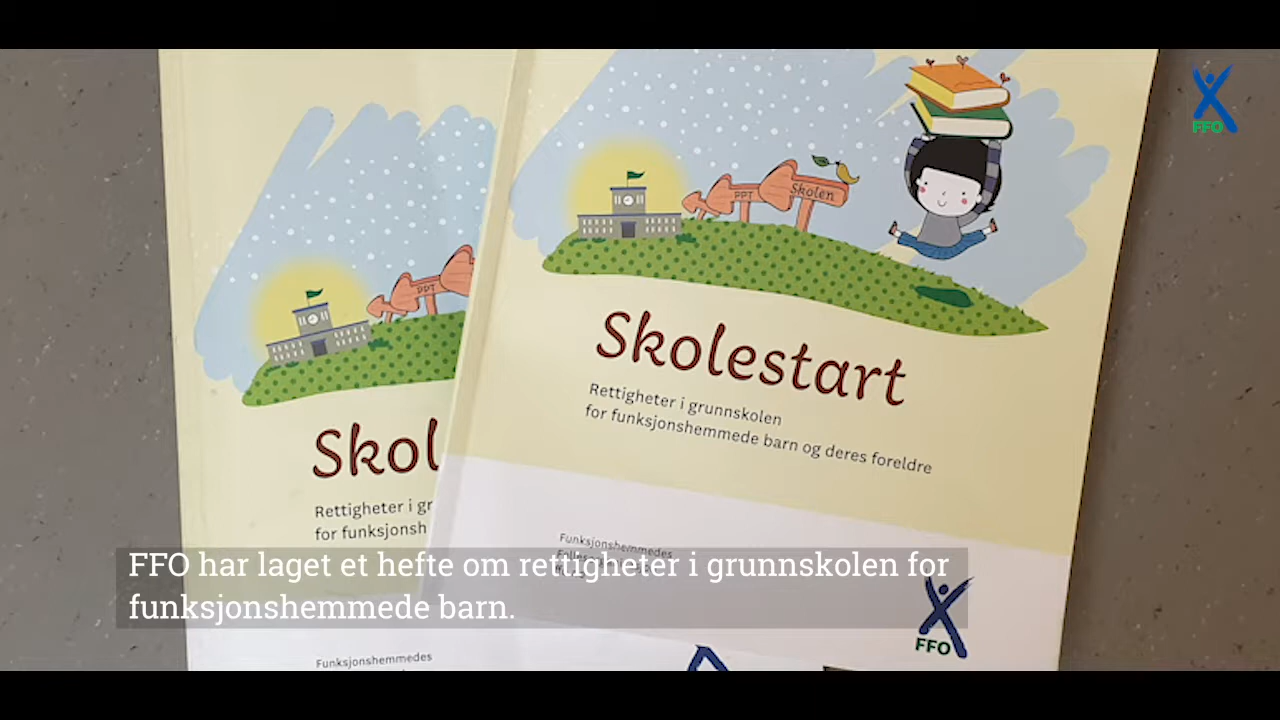 FFO
PPT
Skolen
PPT
Skolestart
Rettigheter i grunnskolen
for funksjonshemmede barn og deres foreldre
Skol
Rettigheter i gr
for funksjonsh
Funksjonshemmedes
FFO har laget et hefte om rettigheter i grunnskolen for
funksjonshemmede barn.
FFO
Funksjonshemmedes